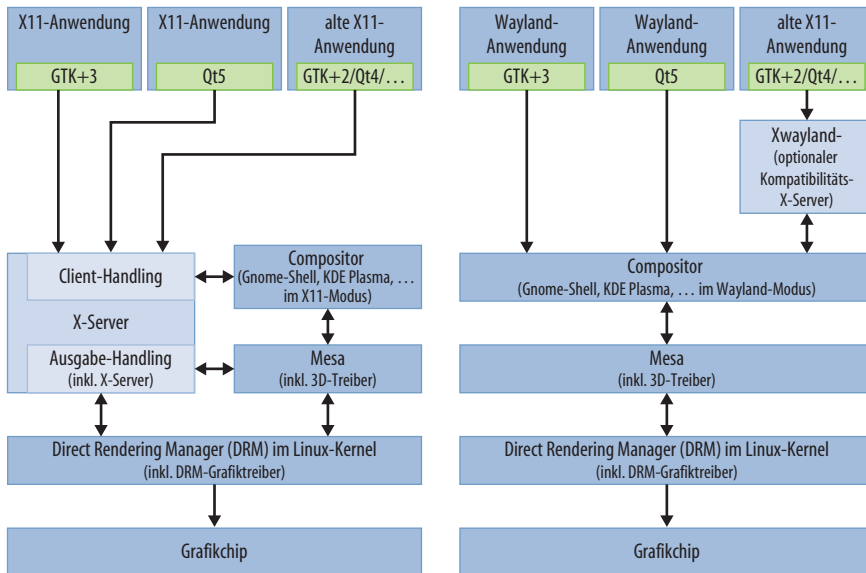 X11-Anwendung
GTK+3
X11-Anwendung
Qt5
alte X11-
Anwendung
GTK+2/Qt4/…
Client-Handling
X-Server
Ausgabe-Handling
(inkl. X-Server)
Compositor
(Gnome-Shell, KDE Plasma, …
im X11-Modus)
Mesa
(inkl. 3D-Treiber)
Direct Rendering Manager (DRM) im Linux-Kernel
(inkl. DRM-Grafiktreiber)
Grafikchip
Wayland-
Anwendung
GTK+3
Wayland-
Anwendung
Qt5
alte X11-
Anwendung
GTK+2/Qt4/…
Xwayland-
(optionaler
Kompatibilitäts-
X-Server)
Compositor
(Gnome-Shell, KDE Plasma, … im Wayland-Modus)
Mesa
(inkl. 3D-Treiber)
Direct Rendering Manager (DRM) im Linux-Kernel
(inkl. DRM-Grafiktreiber)
Grafikchip